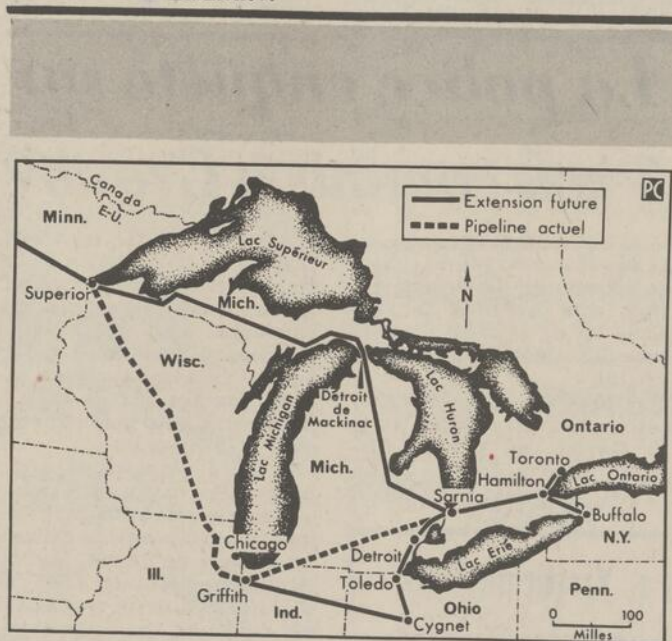 PC
Canada
E-U.
Minn.
Extension future
Pipeline actuel
Lac Supérieur
N
Superior
Mich.
Wisc.
Détroit
de
Mackinac
Lac Michigan
Lac Huron
Mich.
Ontario
Toronto
Hamilton
Lac Ontario
Sarnia
Buffalo
N.Y.
Chicago
Detroit
Lac Erié
Ill.
Griffith
Toledo
Ind.
Ohio
Penn.
Cygnet
0 100
Milles